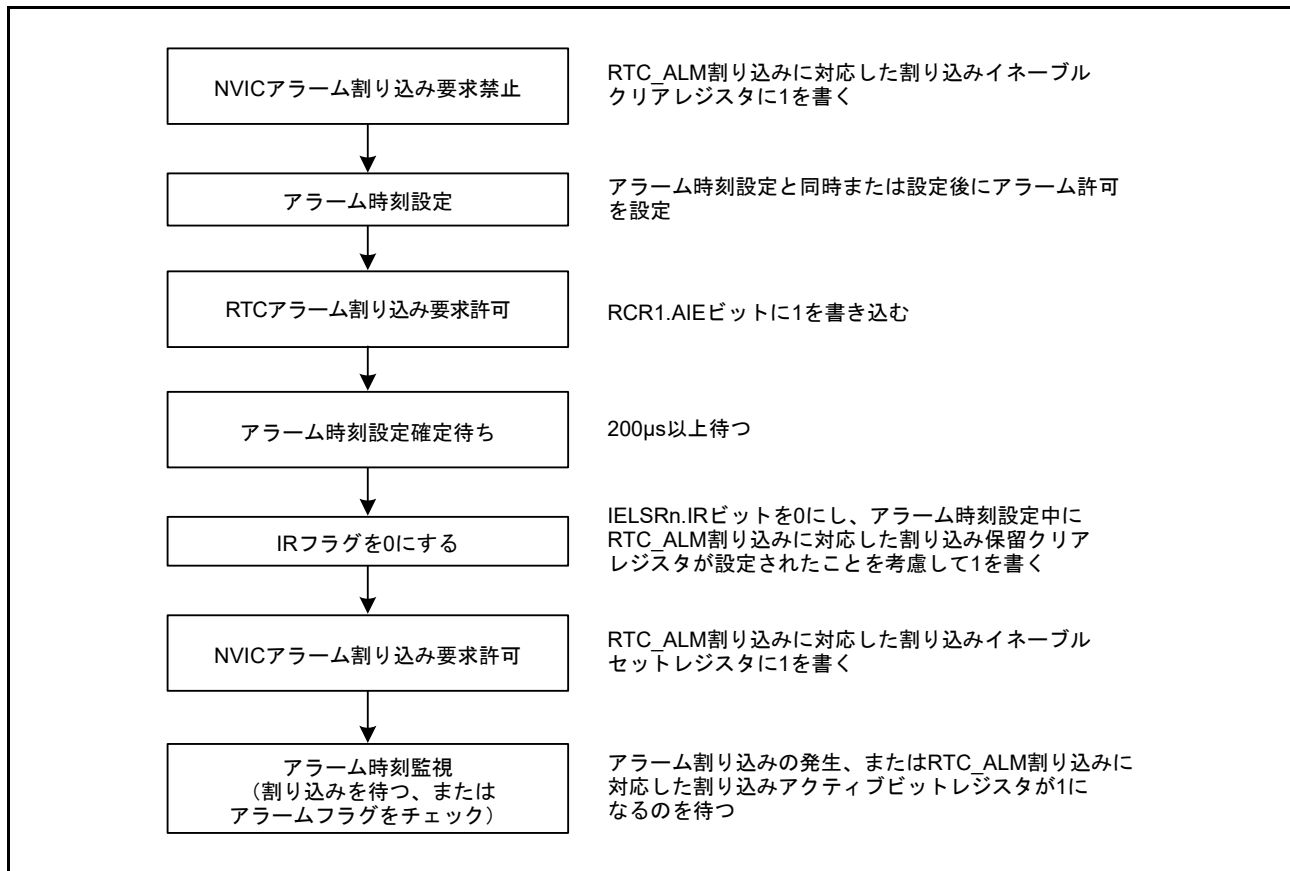 NVICアラーム割り込み要求禁止
RTC_ALM割り込みに対応した割り込みイネーブル
クリアレジスタに1を書く
アラーム時刻設定
アラーム時刻設定と同時または設定後にアラーム許可
を設定
RTCアラーム割り込み要求許可
RCR1.AIEビットに1を書き込む
アラーム時刻設定確定待ち
200μs以上待つ
IRフラグを0にする
IELSRn.IRビットを0にし、アラーム時刻設定中に
RTC_ALM割り込みに対応した割り込み保留クリア
レジスタが設定されたことを考慮して1を書く
NVICアラーム割り込み要求許可
RTC_ALM割り込みに対応した割り込みイネーブル
セットレジスタに1を書く
アラーム時刻監視
（割り込みを待つ、または
アラームフラグをチェック）
アラーム割り込みの発生、またはRTC_ALM割り込みに
対応した割り込みアクティブビットレジスタが1に
なるのを待つ